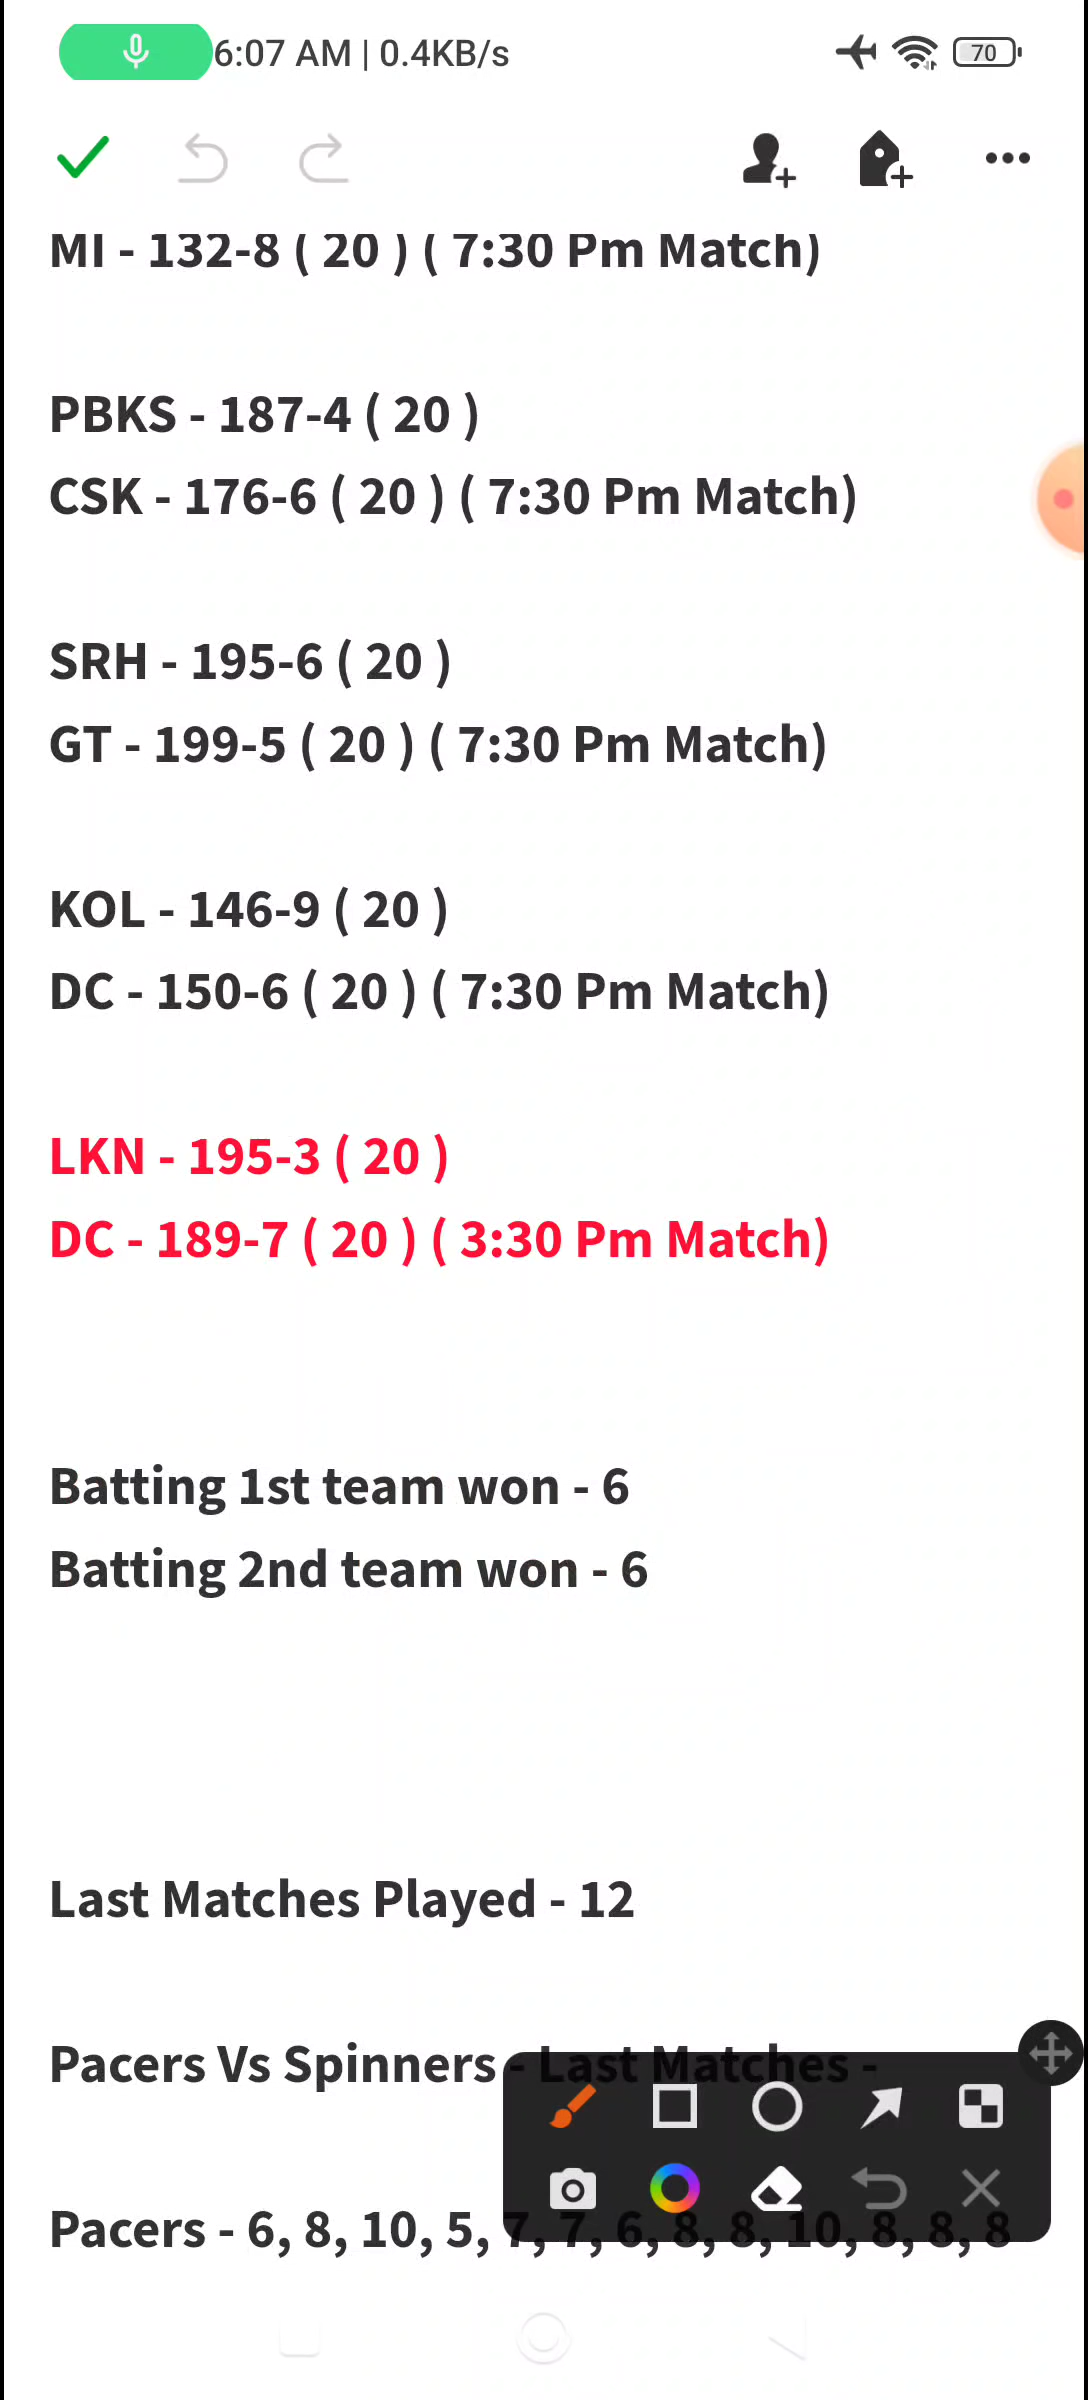 6:07 AM | 0.4KB/s
70
MI - 132-8 ( 20 ) ( 7:30 Pm Match)
PBKS - 187-4 ( 20 )
CSK - 176-6 ( 20 ) ( 7:30 Pm Match)
SRH - 195-6 ( 20 )
GT - 199-5 ( 20 ) ( 7:30 Pm Match)
KOL - 146-9 ( 20 )
DC - 150-6 ( 20 ) ( 7:30 Pm Match)
LKN - 195-3 ( 20 )
DC - 189-7 ( 20 ) ( 3:30 Pm Match)
Batting 1st team won - 6
Batting 2nd team won - 6
Last Matches Played - 12
Pacers Vs Spinners - Last Matches -
Pacers - 6, 8, 10, 5, 7, 7, 6, 8, 8, 10, 8, 8, 8